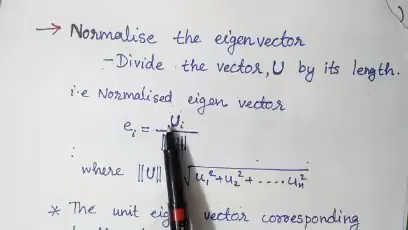 → Normalise the eigenvector
- Divide the vector, U by its length.
i.e Normalised eigen vector
eᵢ = Uᵢ
:
where ||U|| √u₁²+u₂²+ ..... uₙ²
* The unit vector corresponding